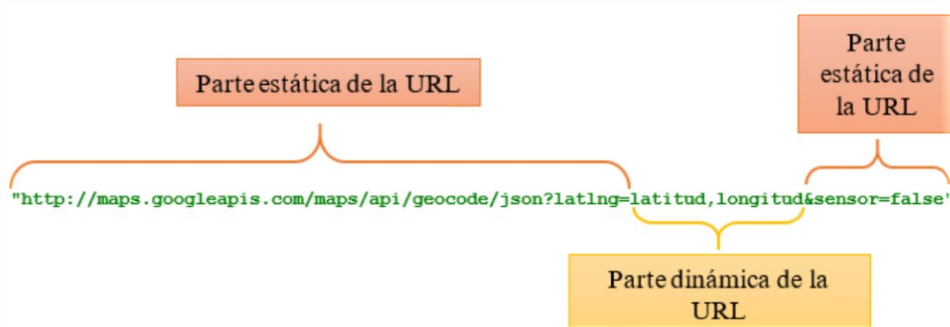 Parte
estática de
la URL
Parte estática de la URL
"http://maps.googleapis.com/maps/api/geocode/json?latlng=latitud,longitud&sensor=false"
Parte dinámica de la
URL